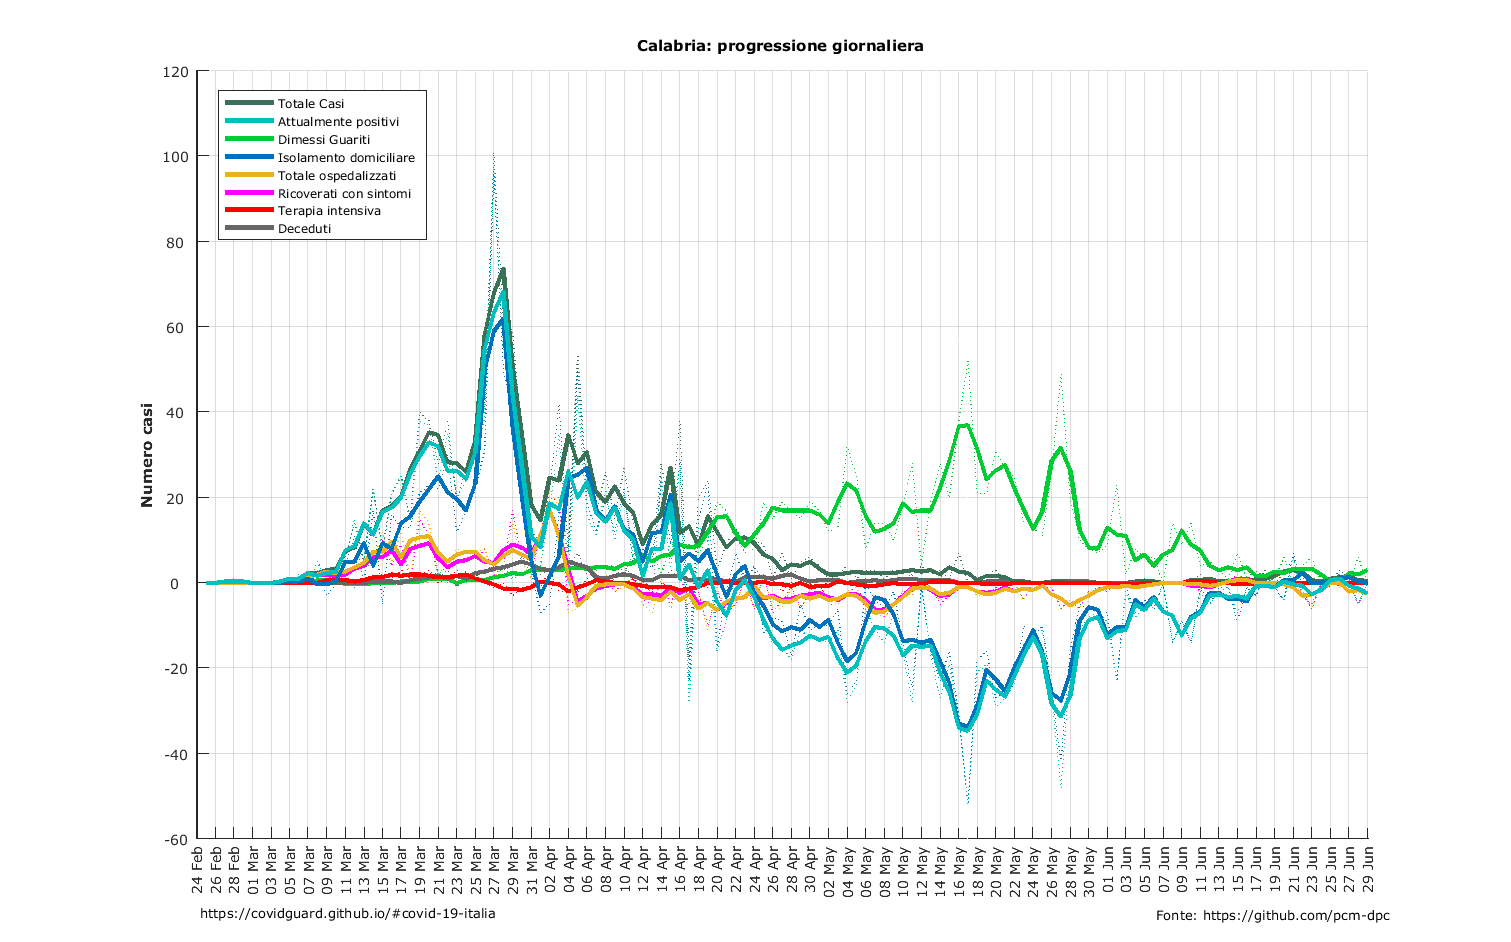 Calabria: progressione giornaliera
Numero casi
120
100
80
60
40
20
0
-20
-40
-60
Totale Casi
Attualmente positivi
Dimessi Guariti
Isolamento domiciliare
Totale ospedalizzati
Ricoverati con sintomi
Terapia intensiva
Deceduti
24 Feb
26 Feb
28 Feb
01 Mar
03 Mar
05 Mar
07 Mar
09 Mar
11 Mar
13 Mar
15 Mar
17 Mar
19 Mar
21 Mar
23 Mar
25 Mar
27 Mar
29 Mar
31 Mar
02 Apr
04 Apr
06 Apr
08 Apr
10 Apr
12 Apr
14 Apr
16 Apr
18 Apr
20 Apr
22 Apr
24 Apr
26 Apr
28 Apr
30 Apr
02 May
04 May
06 May
08 May
10 May
12 May
14 May
16 May
18 May
20 May
22 May
24 May
26 May
28 May
30 May
01 Jun
03 Jun
05 Jun
07 Jun
09 Jun
11 Jun
13 Jun
15 Jun
17 Jun
19 Jun
21 Jun
23 Jun
25 Jun
27 Jun
29 Jun
https://covidguard.github.io/#covid-19-italia
Fonte: https://github.com/pcm-dpc